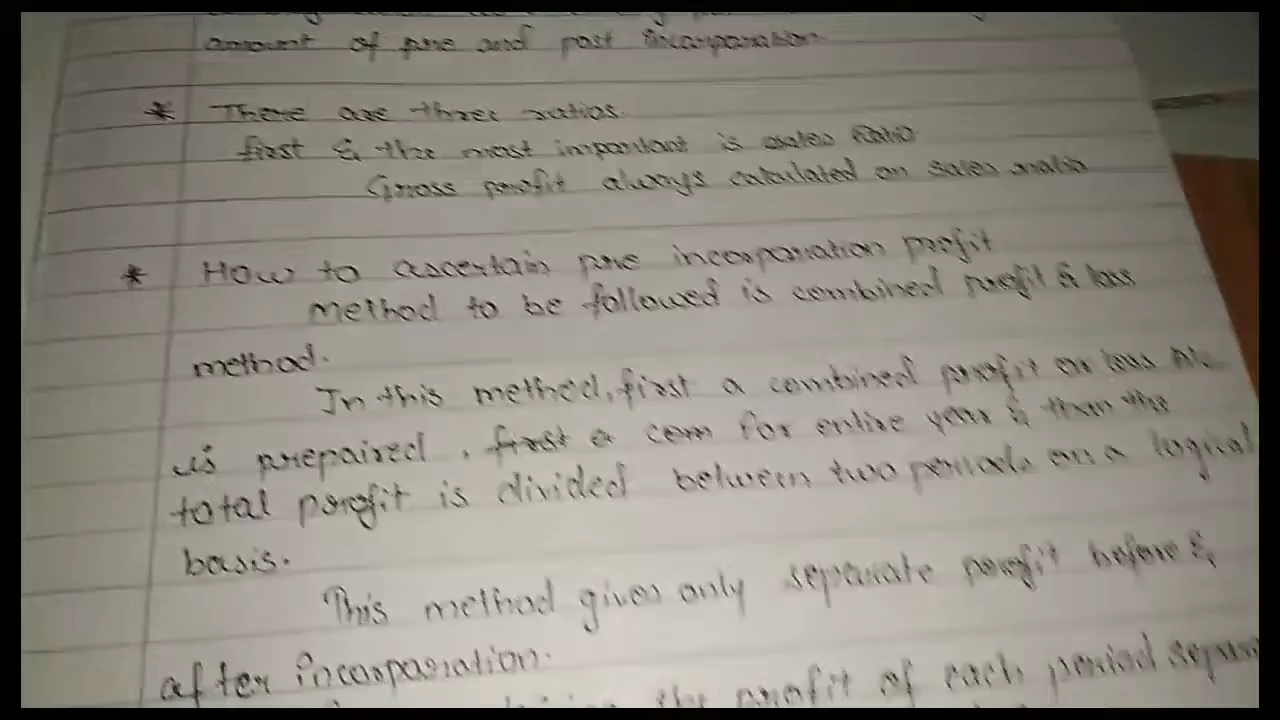 amount of pre and post incorporation
* There are three ratios.
first & the most important is sales Ratio
Gross profit always calculated on sales ratio
* How to ascertain pre incorporation profit
method to be followed is combined profit & loss
method.
In this method, first a combined profit or loss A/c
is prepaired, first a com for entire year & then the
total profit is divided between two periods on a logical
basis.
This method gives only separate profit before &
after incorporation.
the profit of each period